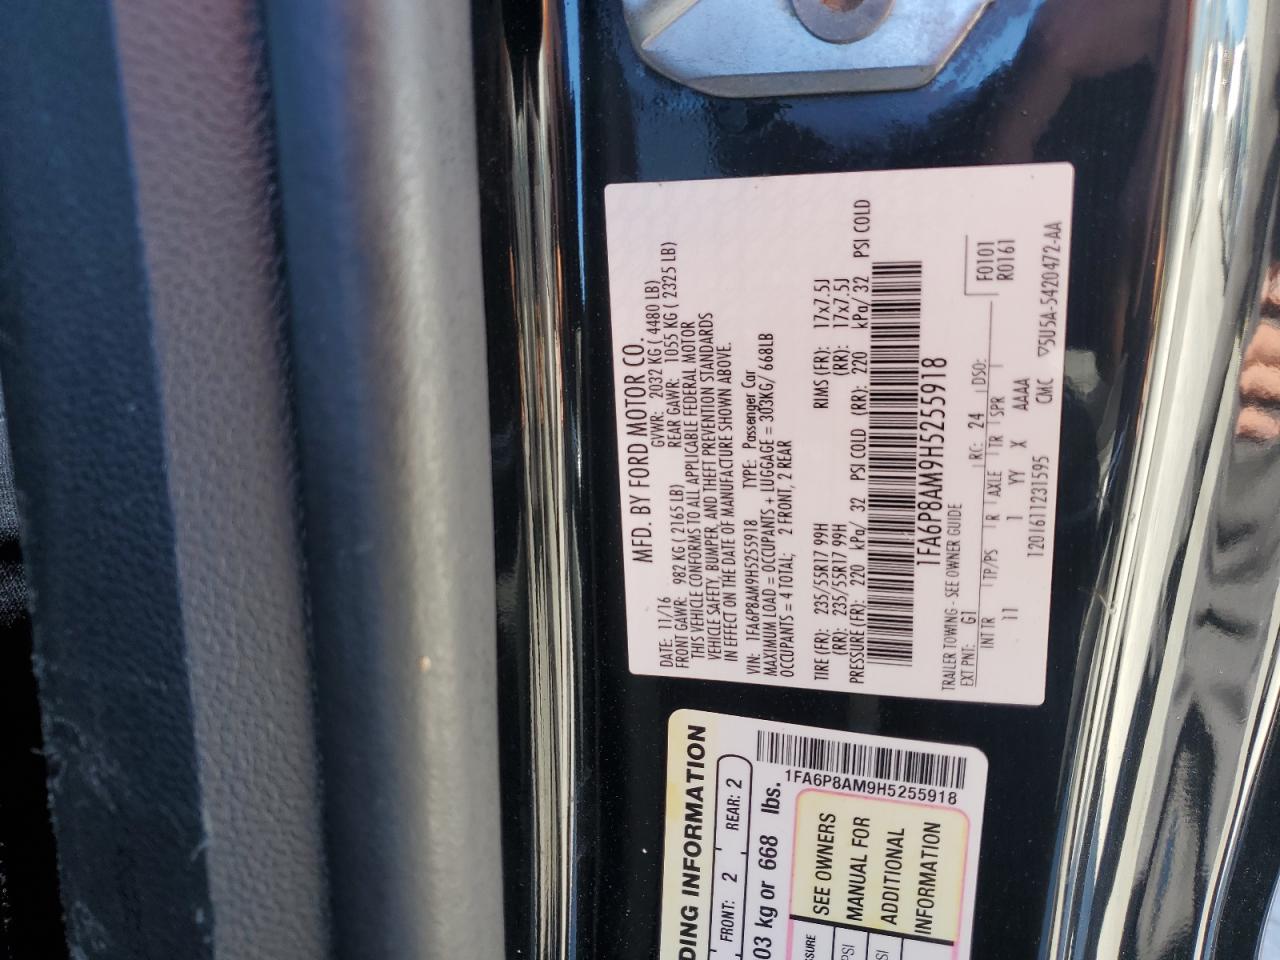 MFD. BY FORD MOTOR CO.
DATE: 11/16 GVWR: 2032 KG ( 4480 LB)
FRONT GAWR: 982 KG ( 2165 LB) REAR GAWR: 1055 KG ( 2325 LB)
THIS VEHICLE CONFORMS TO ALL APPLICABLE FEDERAL MOTOR
VEHICLE SAFETY, BUMPER, AND THEFT PREVENTION STANDARDS
IN EFFECT ON THE DATE OF MANUFACTURE SHOWN ABOVE.
VIN: 1FA6P8AM9H5255918 TYPE: Passenger Car
MAXIMUM LOAD = OCCUPANTS + LUGGAGE = 303KG/ 668LB
OCCUPANTS = 4 TOTAL; 2 FRONT, 2 REAR
TIRE (FR): 235/55R17 99H RIMS (FR): 17x7.5J
(RR): 235/55R17 99H (RR): 17x7.5J
PRESSURE (FR): 220 kPa/ 32 PSI COLD (RR): 220 kPa/ 32 PSI COLD
1FA6P8AM9H5255918
TRAILER TOWING - SEE OWNER GUIDE
EXT PNT: G1 RC: 24 DSO: F0101
INT TR TP/PS R AXLE TR SPR R0161
11 1 YY X AAAA
1201611231595 CMC ▽5U5A-5420472-AA
DING INFORMATION
FRONT: 2 REAR: 2
03 kg or 668 lbs.
1FA6P8AM9H5255918
SEE OWNERS
MANUAL FOR
ADDITIONAL
INFORMATION